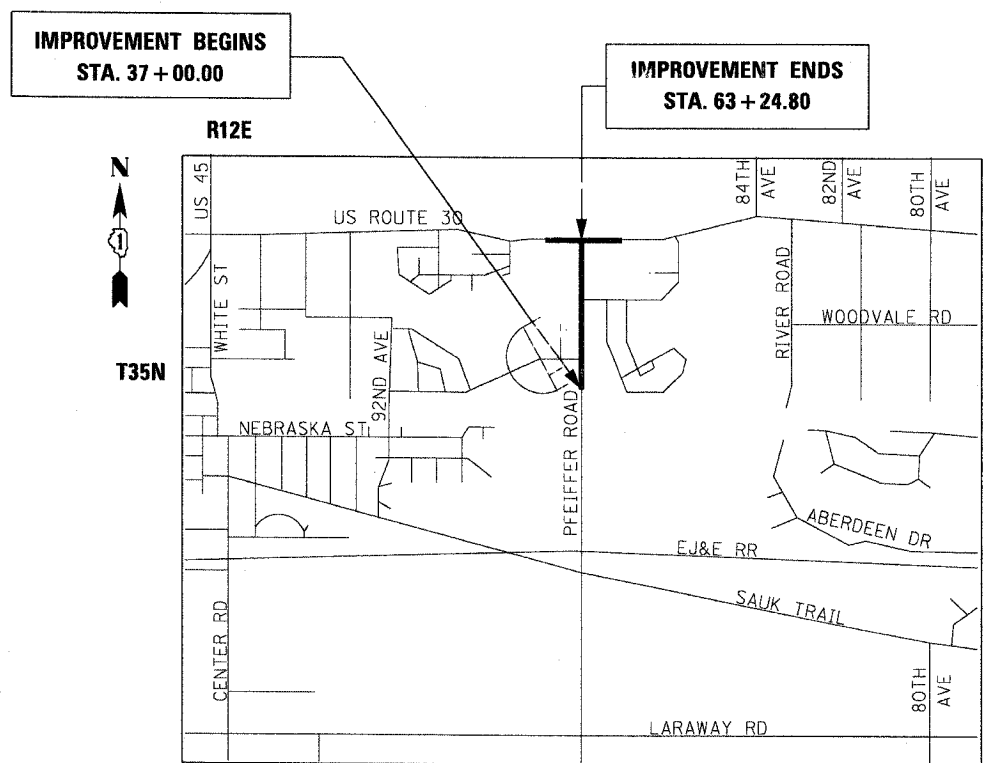 IMPROVEMENT BEGINS
STA. 37 + 00.00
IMPROVEMENT ENDS
STA. 63 + 24.80
R12E
N
1
T35N
US 45
US ROUTE 30
84TH
AVE
82ND
AVE
80TH
AVE
WHITE ST
92ND AVE
RIVER ROAD
WOODVALE RD
NEBRASKA ST
PFEIFFER ROAD
ABERDEEN DR
EJ&E RR
SAUK TRAIL
CENTER RD
80TH
AVE
LARAWAY RD